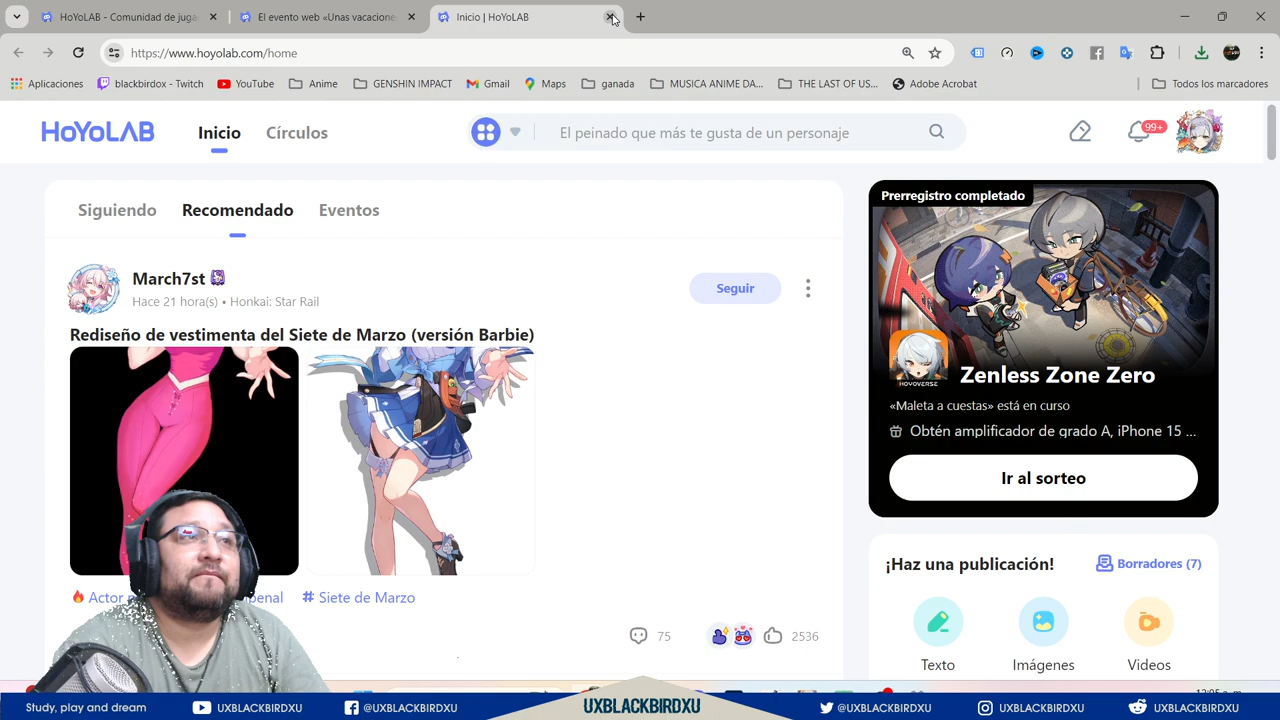 HoYoLAB - Comunidad de juga
El evento web «Unas vacacione
Inicio | HoYoLAB
https://www.hoyolab.com/home
Aplicaciones
blackbirdox - Twitch
YouTube
Anime
GENSHIN IMPACT
Gmail
Maps
ganada
MUSICA ANIME DA...
THE LAST OF US...
Adobe Acrobat
Todos los marcadores
HoYoLAB
Inicio
Círculos
El peinado que más te gusta de un personaje
99+
Siguiendo
Recomendado
Eventos
March7st
Seguir
Hace 21 hora(s) • Honkai: Star Rail
Rediseño de vestimenta del Siete de Marzo (versión Barbie)
Actor
penal
# Siete de Marzo
75
2536
Prerregistro completado
HOYOVERSE
Zenless Zone Zero
«Maleta a cuestas» está en curso
Obtén amplificador de grado A, iPhone 15 ...
Ir al sorteo
¡Haz una publicación!
Borradores (7)
Texto
Imágenes
Videos
Study, play and dream
UXBLACKBIRDXU
@UXBLACKBIRDXU
UXBLACKBIRDXU
@UXBLACKBIRDXU
UXBLACKBIRDXU
UXBLACKBIRDXU